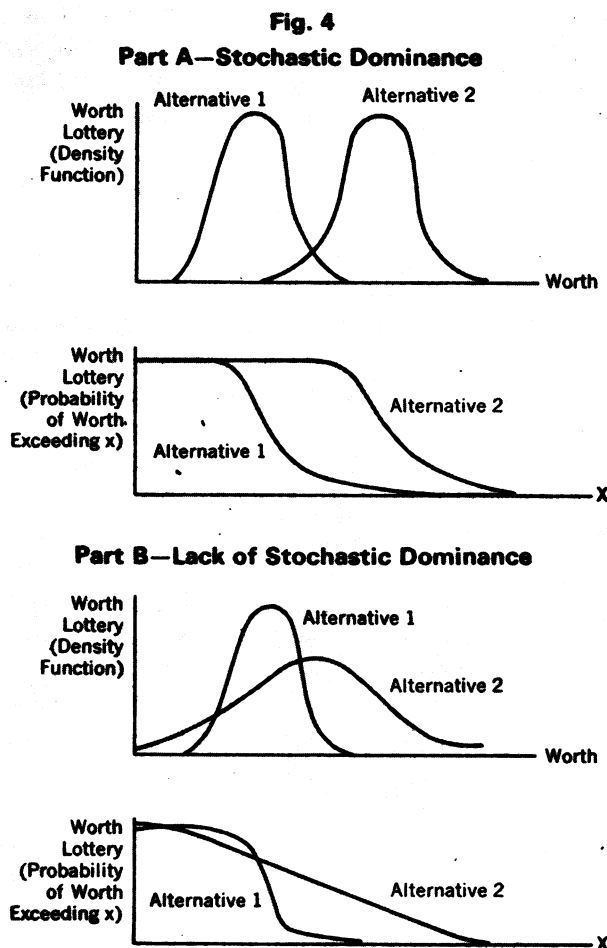 Fig. 4
Part A—Stochastic Dominance
Alternative 1
Alternative 2
Worth
Lottery
(Density
Function)
Worth
Worth
Lottery
(Probability
of Worth
Exceeding x)
Alternative 2
Alternative 1
X
Part B—Lack of Stochastic Dominance
Worth
Lottery
(Density
Function)
Alternative 1
Alternative 2
Worth
Worth
Lottery
(Probability
of Worth
Exceeding x)
Alternative 1
Alternative 2
X